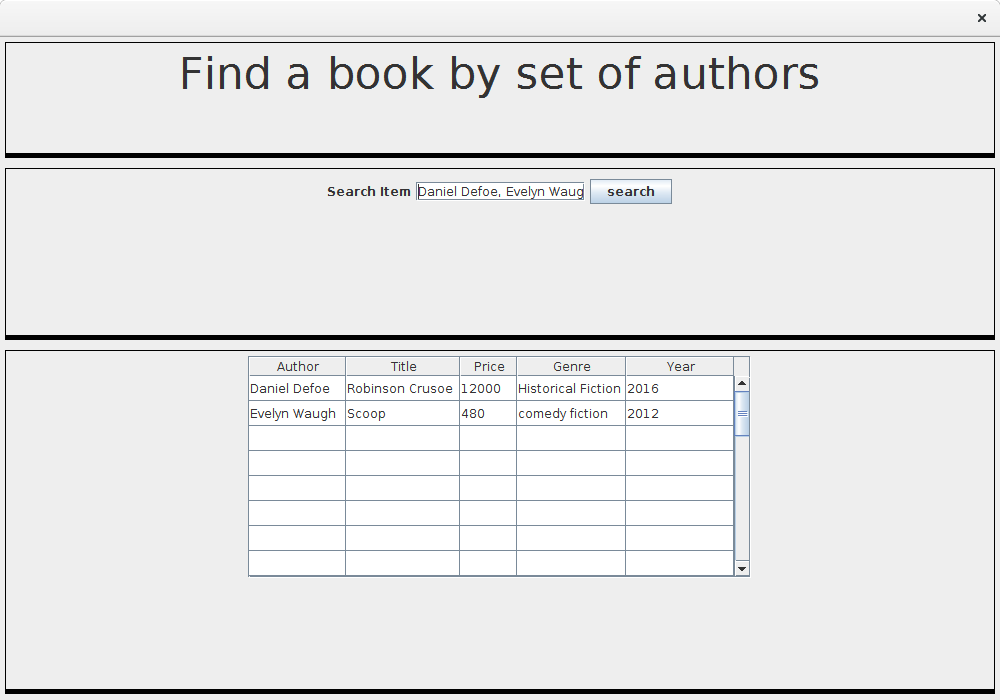 Find a book by set of authors
Search Item Daniel Defoe, Evelyn Waug search
Author Title Price Genre Year
Daniel Defoe Robinson Crusoe 12000 Historical Fiction 2016
Evelyn Waugh Scoop 480 comedy fiction 2012